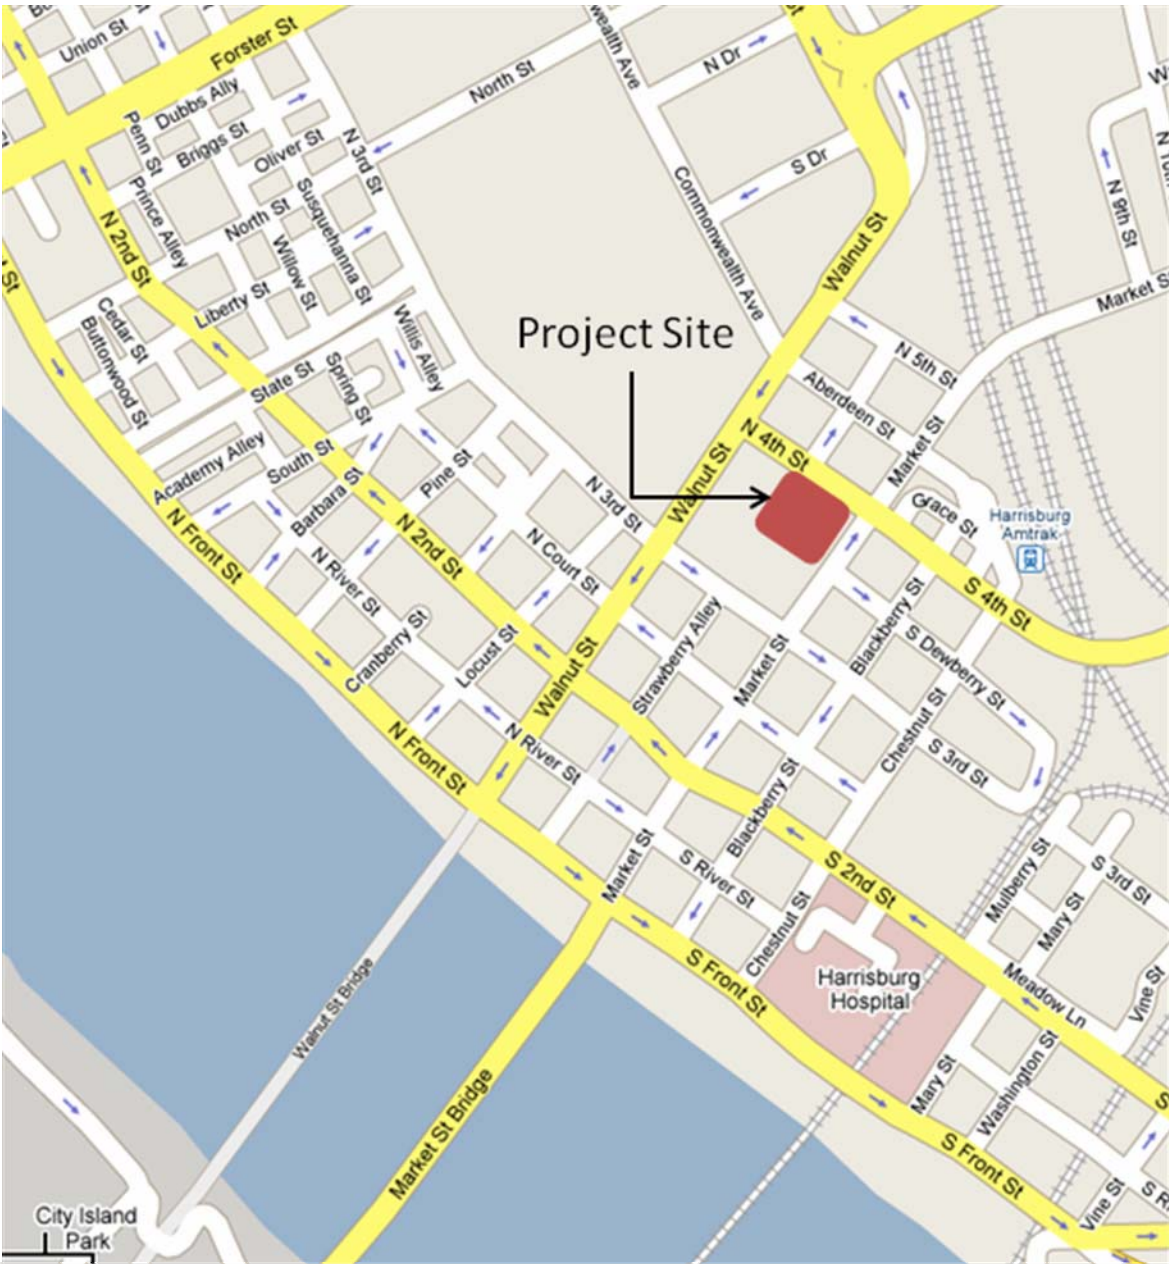 Union St
Forster St
North St
wealth Ave
N Dr
S Dr
Penn St
Dubbs Ally
Briggs St
Oliver St
N 3rd St
Prince Alley
North St
Susquehanna St
Willow St
N 2nd St
Liberty St
Commonwealth Ave
Walnut St
N 9th St
Market St
Cedar St
Buttonwood St
State St
Spring St
Willis Alley
Project Site
N 5th St
Aberdeen St
Market St
N 4th St
Walnut St
Academy Alley
South St
Barbara St
Pine St
N 3rd St
Grace St
Harrisburg
Amtrak
N Front St
N 2nd St
N River St
N Court St
S 4th St
Cranberry St
Locust St
Walnut St
Strawberry Alley
Market St
Blackberry St
S Dewberry St
N Front St
N River St
Chestnut St
S 3rd St
Blackberry St
Market St
S River St
S 2nd St
Mulberry St
Mary St
S 3rd St
Chestnut St
S Front St
Harrisburg
Hospital
Meadow Ln
Vine St
Walnut St Bridge
Market St Bridge
Mary St
Washington St
S Front St
Vine St
City Island
Park